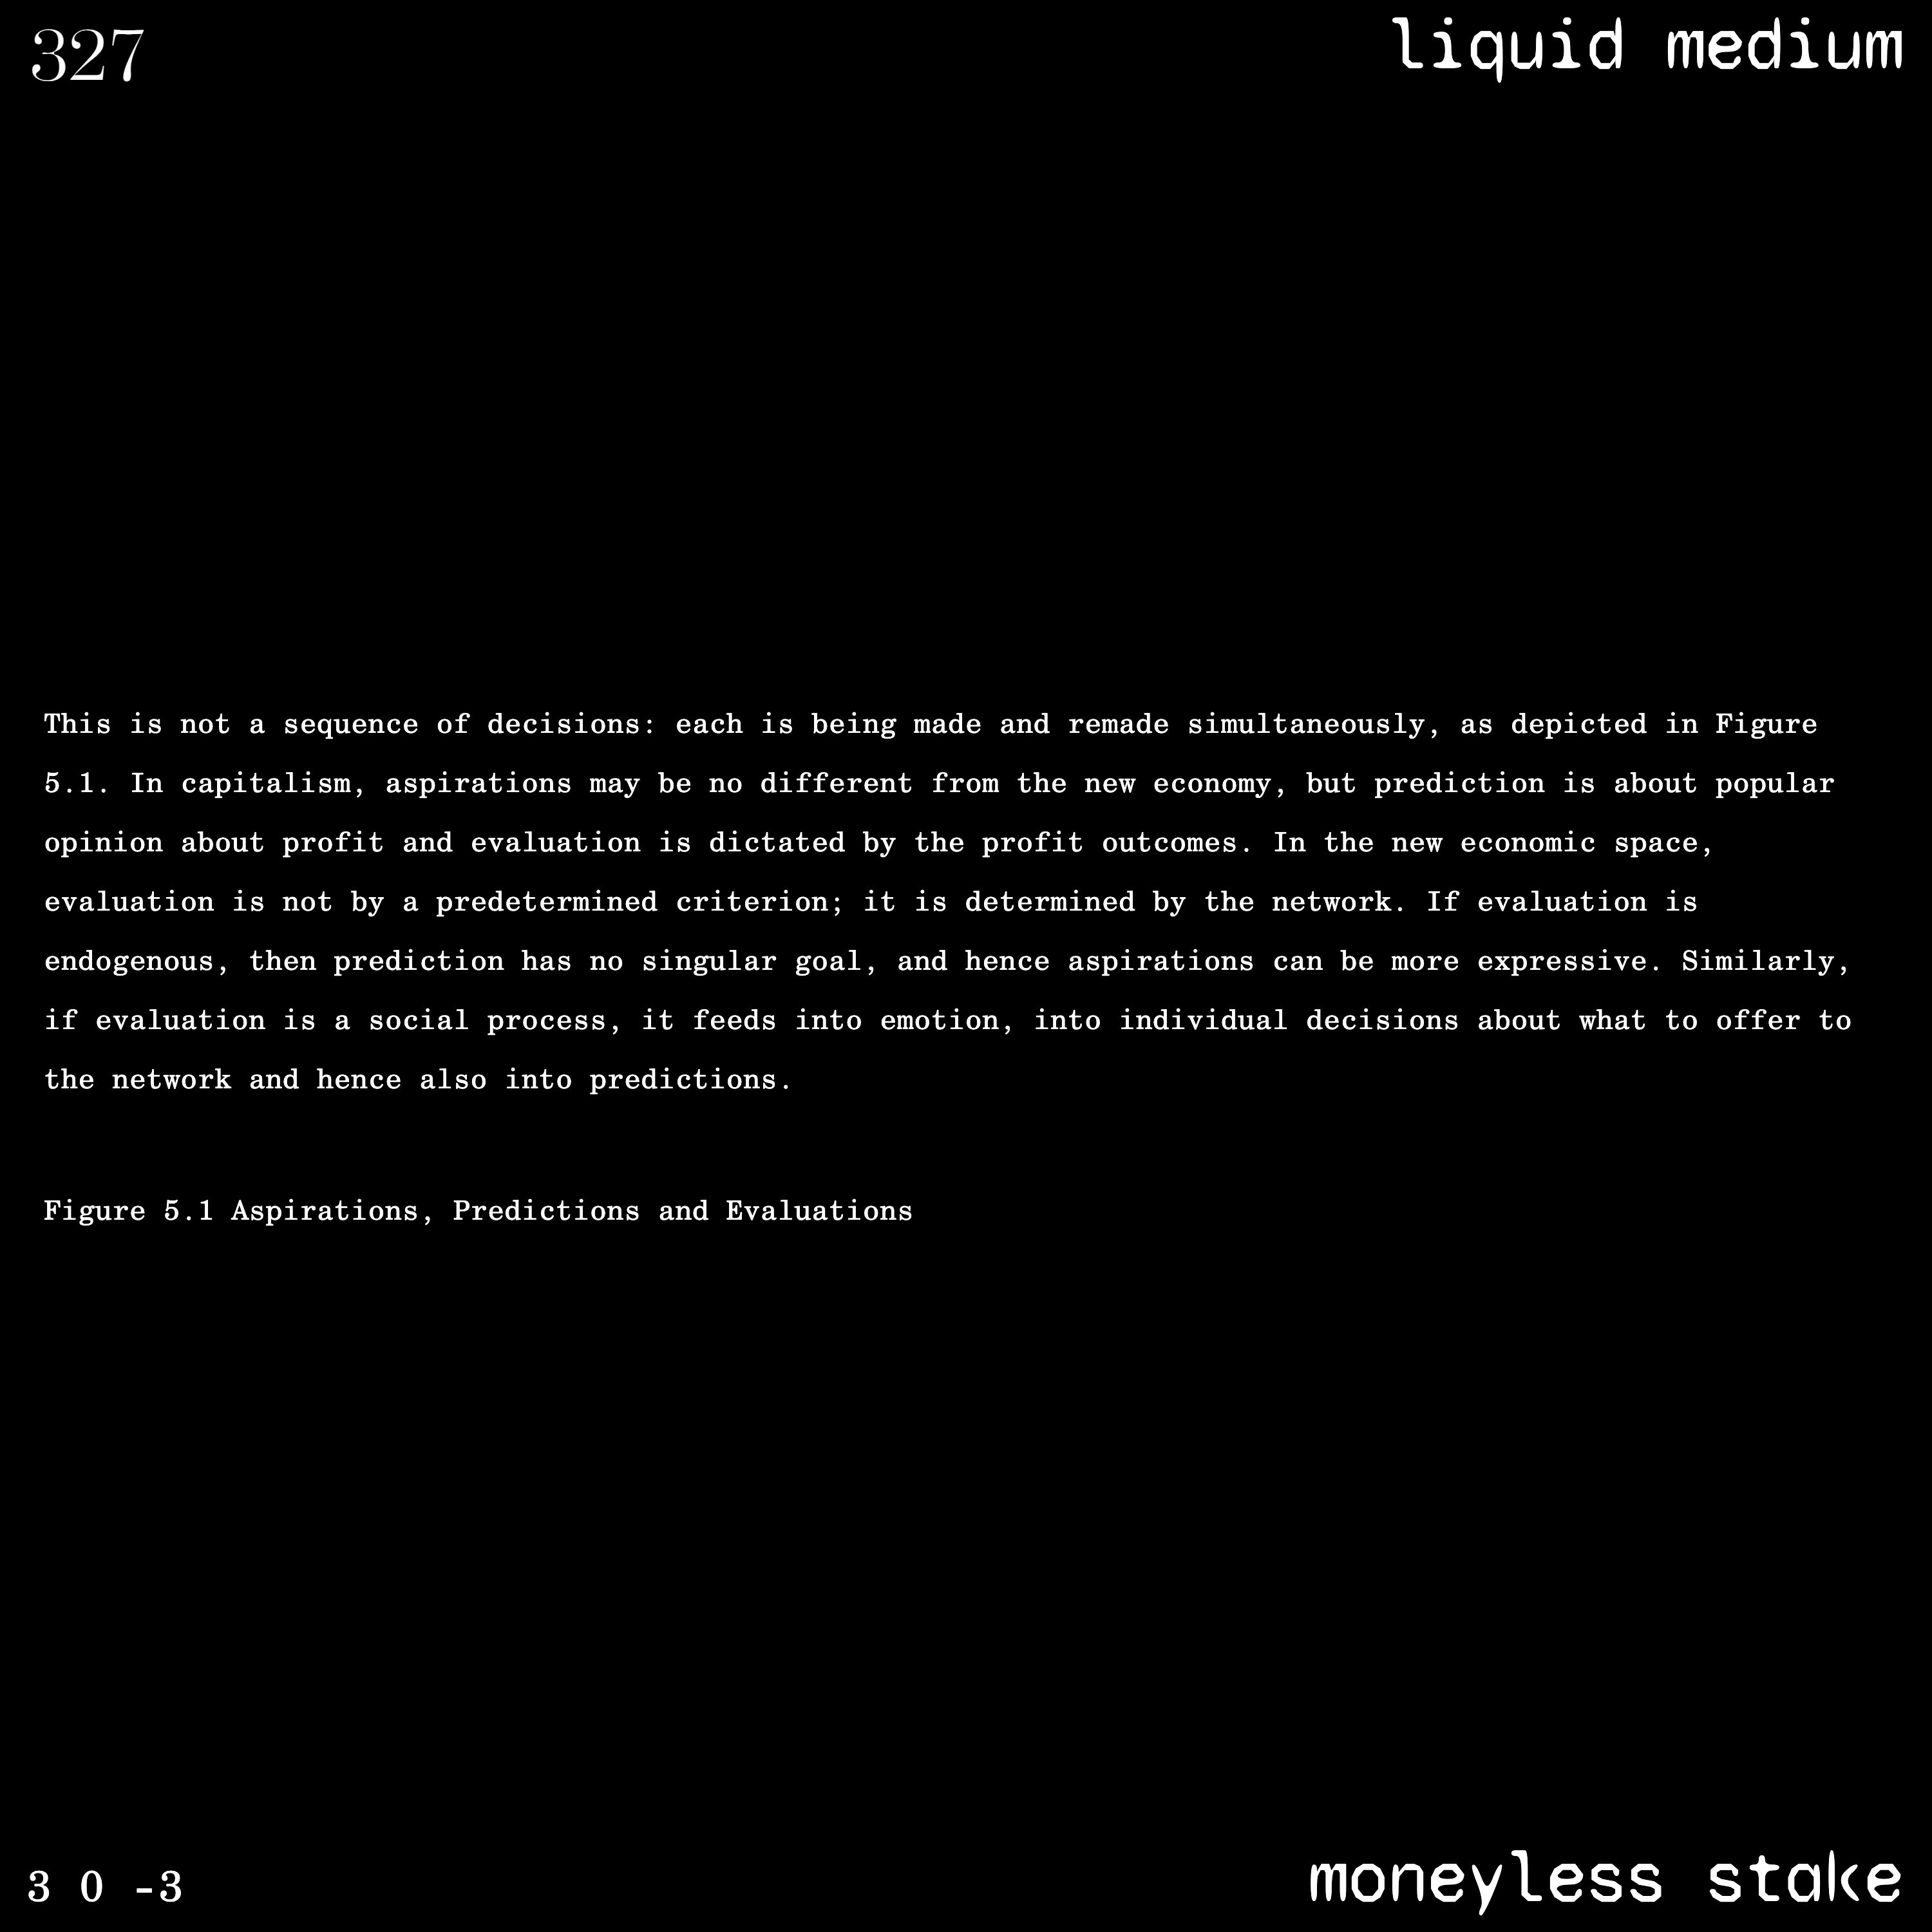 327
liquid medium
This is not a sequence of decisions: each is being made and remade simultaneously, as depicted in Figure
5.1. In capitalism, aspirations may be no different from the new economy, but prediction is about popular
opinion about profit and evaluation is dictated by the profit outcomes. In the new economic space,
evaluation is not by a predetermined criterion; it is determined by the network. If evaluation is
endogenous, then prediction has no singular goal, and hence aspirations can be more expressive. Similarly,
if evaluation is a social process, it feeds into emotion, into individual decisions about what to offer to
the network and hence also into predictions.
Figure 5.1 Aspirations, Predictions and Evaluations
3 0 -3
moneyless stake